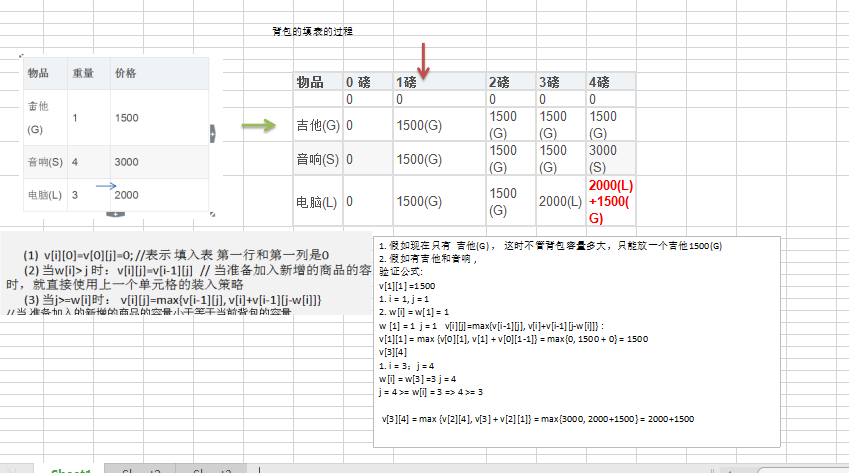 背包的填表的过程
物品 重量 价格
吉他
(G) 1 1500
音响(S) 4 3000
电脑(L) 3 2000
物品 0 磅 1磅 2磅 3磅 4磅
0 0 0 0 0
吉他(G) 0 1500(G) 1500
(G) 1500
(G) 1500
(G)
音响(S) 0 1500(G) 1500
(G) 1500
(G) 3000
(S)
电脑(L) 0 1500(G) 1500
(G) 2000(L) 2000(L)
+1500(
G)
(1) v[i][0]=v[0][j]=0; //表示 填入表 第一行和第一列是0
(2) 当w[i]> j 时：v[i][j]=v[i-1][j] // 当准备加入新增的商品的容
时，就直接使用上一个单元格的装入策略
(3) 当j>=w[i]时： v[i][j]=max{v[i-1][j], v[i]+v[i-1][j-w[i]]}
//当 准备加入的新增的商品的容量小于等于当前背包的容量
1. 假如现在只有 吉他(G) ， 这时不管背包容量多大，只能放一个吉他1500(G)
2. 假如有吉他和音响 ,
验证公式:
v[1][1] =1500
1. i = 1, j = 1
2. w[i] = w[1] = 1
w [1] = 1 j = 1 v[i][j]=max{v[i-1][j], v[i]+v[i-1][j-w[i]]} :
v[1][1] = max {v[0][1], v[1] + v[0][1-1]} = max{0, 1500 + 0} = 1500
v[3][4]
1. i = 3；j = 4
w[i] = w[3] =3 j = 4
j = 4 >= w[i] = 3 => 4 >= 3
v[3][4] = max {v[2][4], v[3] + v[2][1]} = max{3000, 2000+1500} = 2000+1500
Sheet1 Sheet2 Sheet3